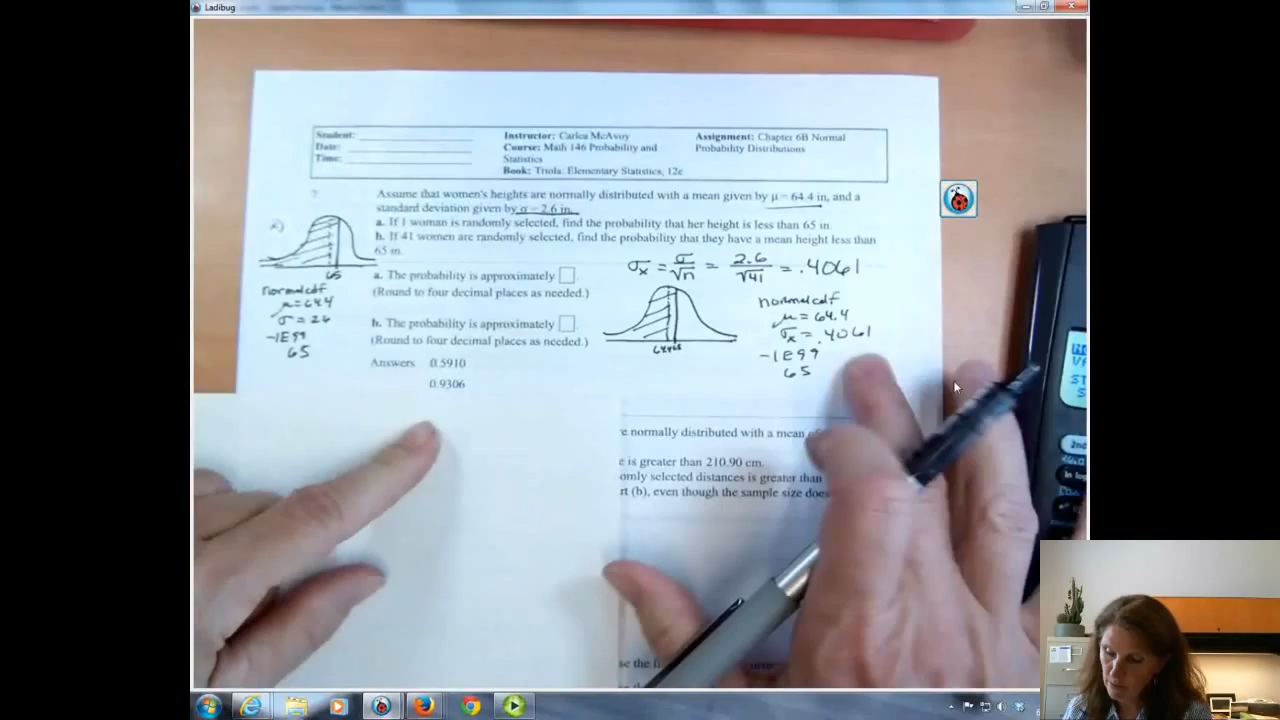 Ladibug
Student:
Date:
Time:
Instructor: Carlea McAvoy
Course: Math 146 Probability and
Statistics
Book: Triola: Elementary Statistics, 12e
Assignment: Chapter 6B Normal
Probability Distributions
?
Assume that women's heights are normally distributed with a mean given by μ = 64.4 in, and a
standard deviation given by σ = 2.6 in.
a. If 1 woman is randomly selected, find the probability that her height is less than 65 in.
b. If 41 women are randomly selected, find the probability that they have a mean height less than
65 in.
a)
65
normalcdf
μ = 64.4
σ = 2.6
-1E99
65
a. The probability is approximately
(Round to four decimal places as needed.)
b. The probability is approximately
(Round to four decimal places as needed.)
Answers 0.5910
0.9306
σx = σ/√n = 2.6/√41 = .4061
normalcdf
μ = 64.4
σx = .4061
-1E99
65
e normally distributed with a mean of
e is greater than 210.90 cm.
omly selected distances is greater than
rt (b), even though the sample size does
se the fi
2nd